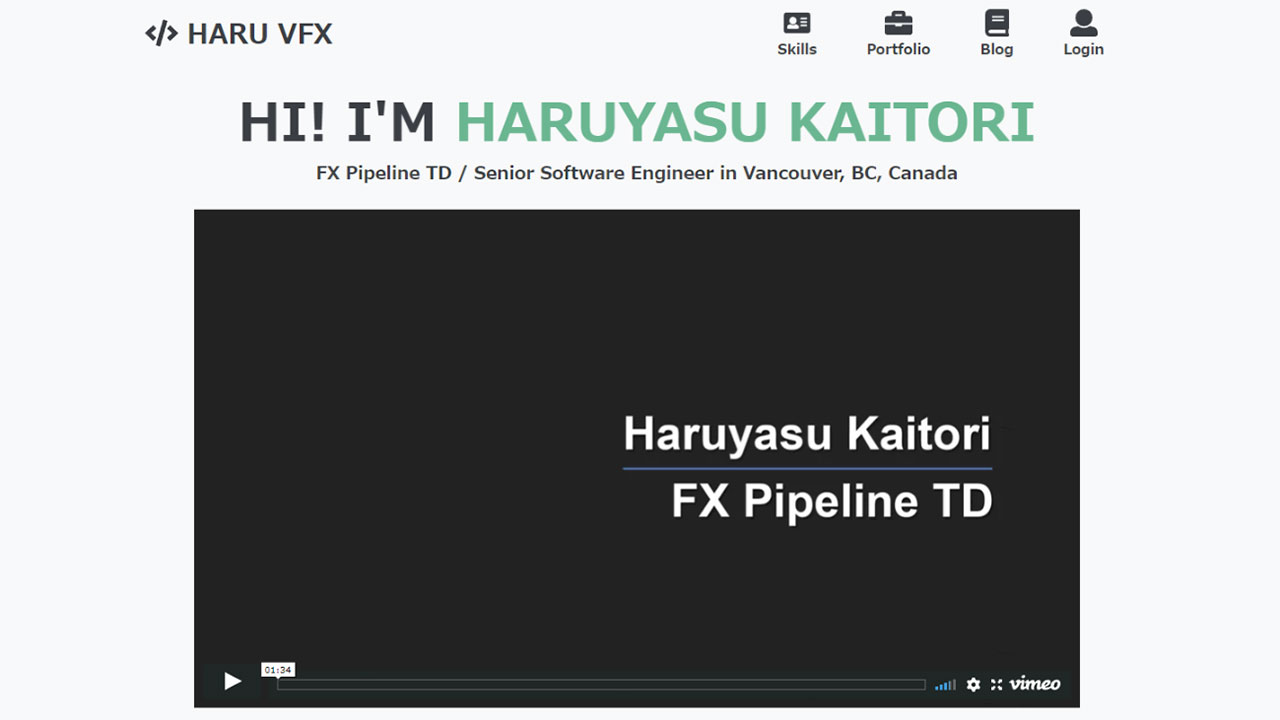 HARU VFX
Skills Portfolio Blog Login
HI! I'M HARUYASU KAITORI
FX Pipeline TD / Senior Software Engineer in Vancouver, BC, Canada
Haruyasu Kaitori
FX Pipeline TD
01:34
vimeo